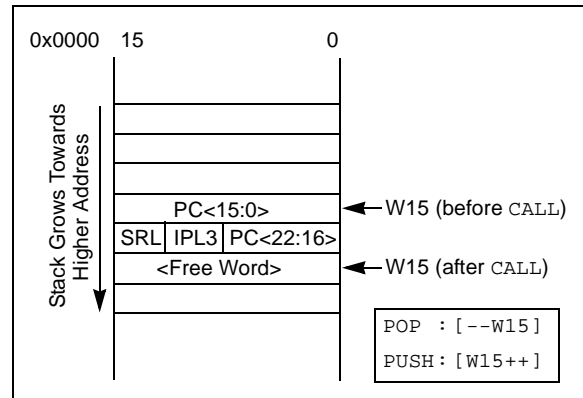 0x0000 15 0
Stack Grows Towards
Higher Address
PC<15:0>
W15 (before CALL)
SRL IPL3 PC<22:16>
<Free Word>
W15 (after CALL)
POP : [--W15]
PUSH: [W15++]